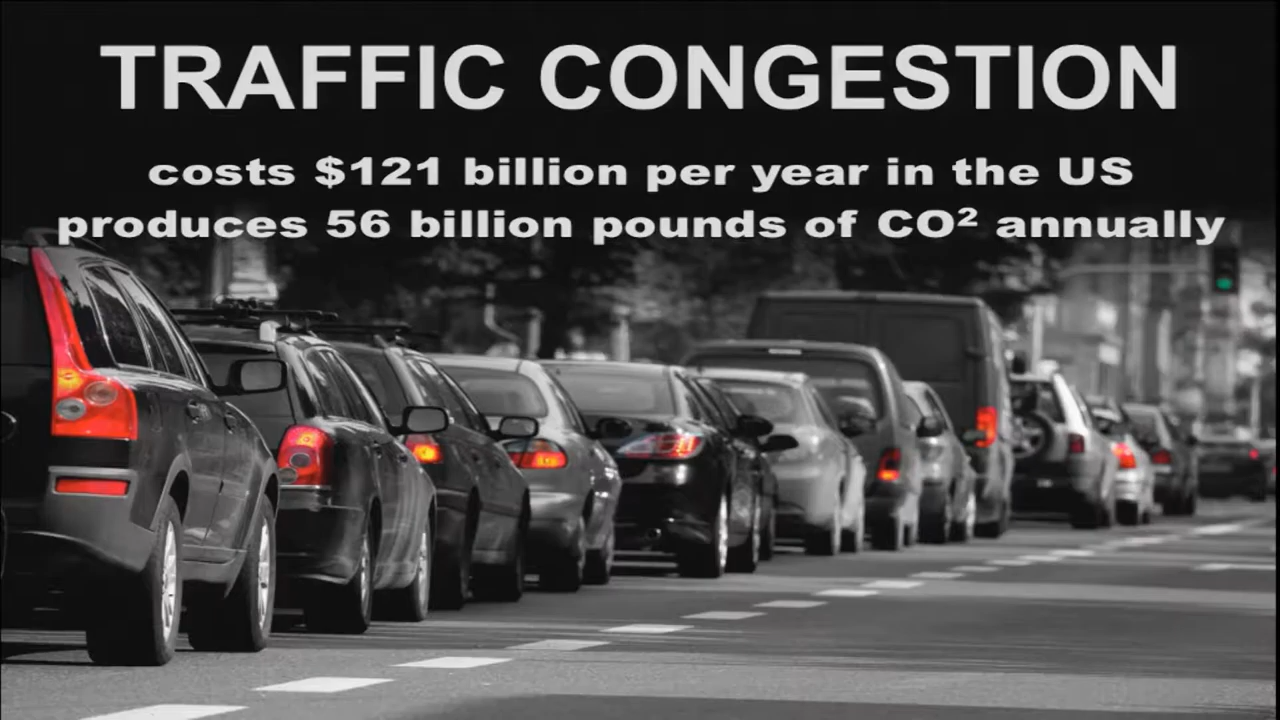 TRAFFIC CONGESTION
costs $121 billion per year in the US
produces 56 billion pounds of CO² annually